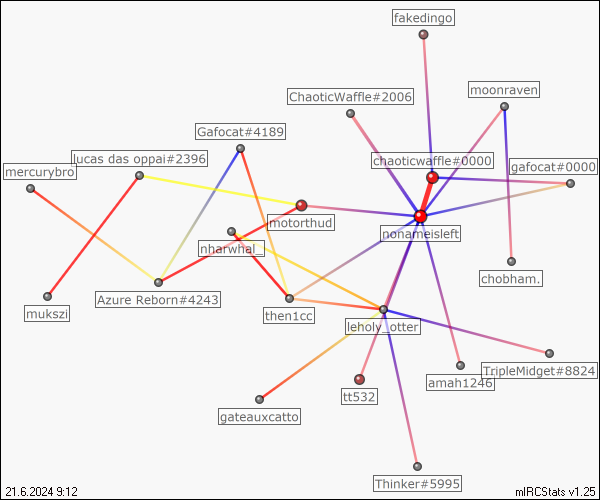 fakedingo
moonraven
ChaoticWaffle#2006
Gafocat#4189
lucas das oppai#2396
chaoticwaffle#0000
gafocat#0000
mercurybro
motorthud
nonameisleft
nharwhal_
chobham.
Azure Reborn#4243
mukszi
then1cc
leholy_otter
TripleMidget#8824
amah1246
tt532
gateauxcatto
Thinker#5995
21.6.2024 9:12
mIRCStats v1.25